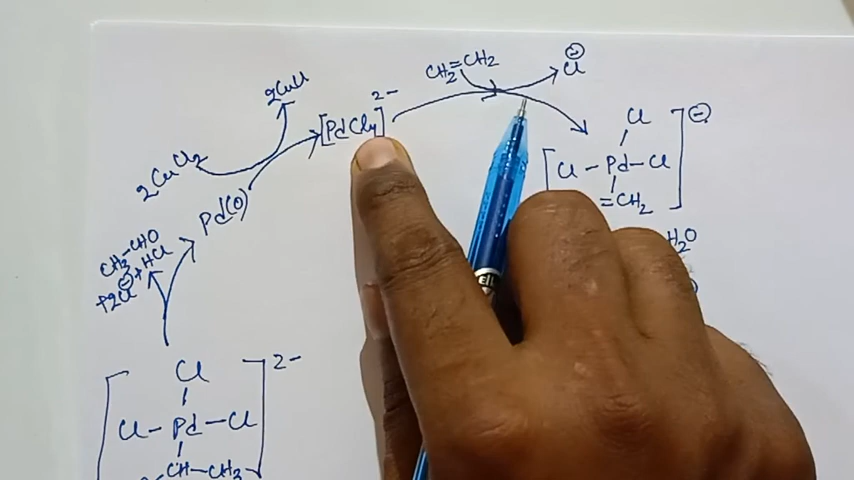 CH₂=CH₂
Cl⊖
2CuCl
[PdCl₄]²⁻
2CuCl₂
Pd(0)
Cl
Cl–Pd–Cl
=CH₂
]⊖
H₂O
CH₃–CHO
+2Cl⊖+HCl
[ ]2–
Cl
Cl–Pd–Cl
CH–CH₃